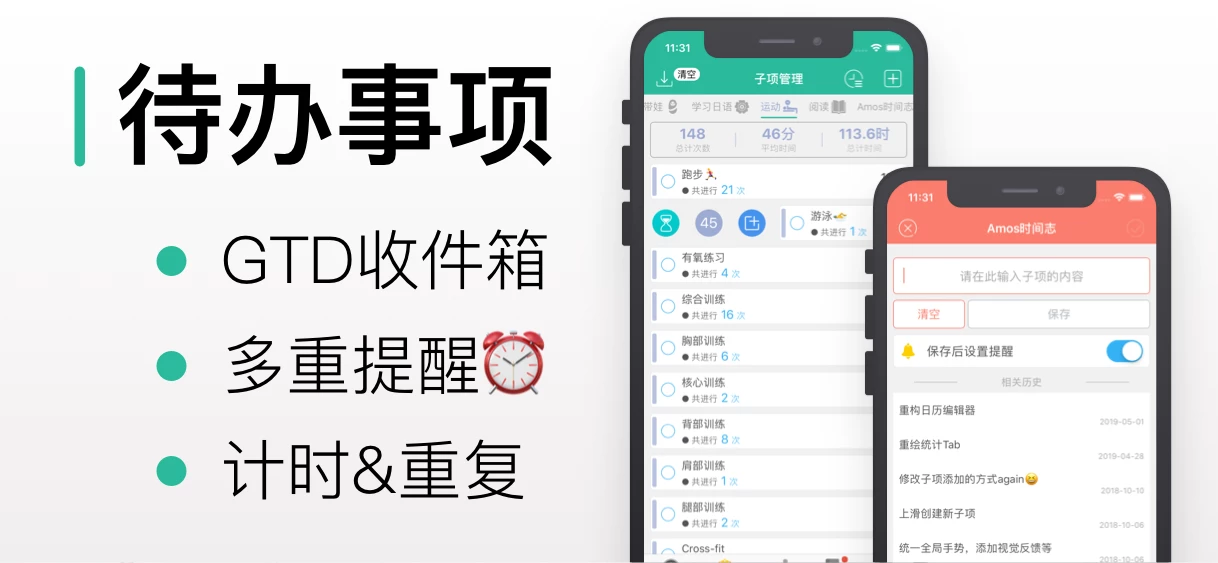 待办事项
GTD收件箱
多重提醒
计时&重复
11:31
清空
子项管理
带娃 学习日语 运动 阅读 Amos时间志
148 46分 113.6时
总计次数 平均时间 总计时间
跑步
共进行 21 次
45
游泳
共进行 1 次
有氧练习
共进行 4 次
综合训练
共进行 16 次
胸部训练
共进行 6 次
核心训练
共进行 2 次
背部训练
共进行 8 次
肩部训练
共进行 1 次
腿部训练
共进行 2 次
Cross-fit
11:31
Amos时间志
请在此输入子项的内容
清空 保存
保存后设置提醒
相关历史
重构日历编辑器
2019-05-01
重绘统计Tab
2019-04-28
修改子项添加的方式again
2018-10-10
上滑创建新子项
2018-10-06
统一全局手势，添加视觉反馈等
2018-10-06